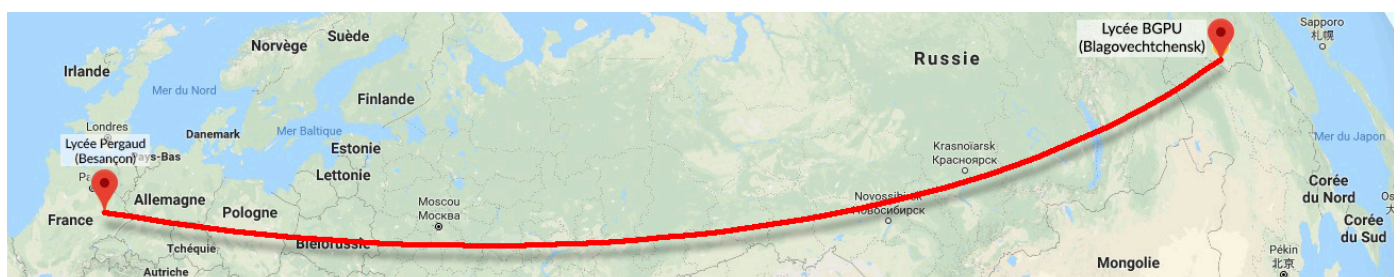 Irlande
Norvège
Suède
Mer du Nord
Finlande
Londres
Danemark
Mer Baltique
Estonie
Lycée Pergaud
(Besançon)
Pays-Bas
Lettonie
Allemagne
France
Pologne
Moscou
Москва
Tchéquie
Biélorussie
Autriche
Russie
Lycée BGPU
(Blagovechtchensk)
Sapporo
札幌
Krasnoïarsk
Красноярск
Novossibirsk
Новосибирск
Mer du Japon
Corée
du Nord
Corée
du Sud
Pékin
北京
Mongolie